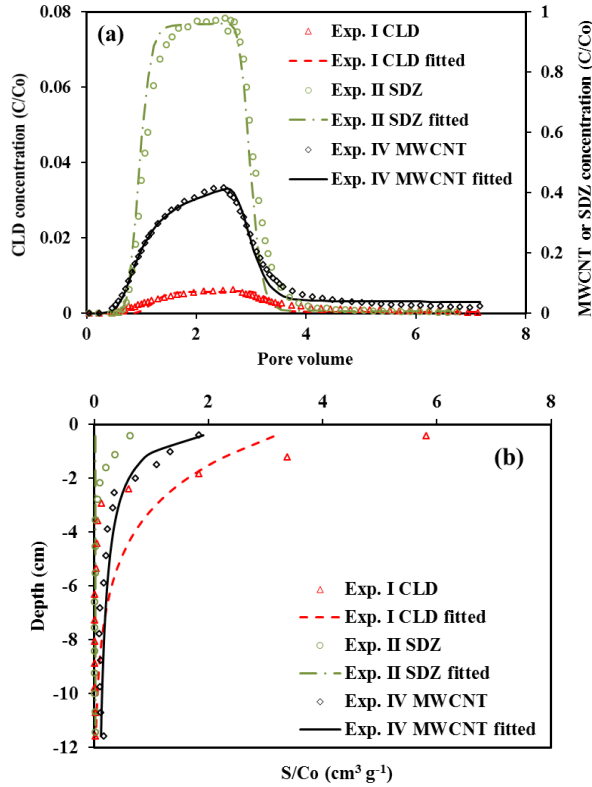 0.08
0.06
0.04
0.02
0
CLD concentration (C/Co)
(a)
Exp. I CLD
Exp. I CLD fitted
Exp. II SDZ
Exp. II SDZ fitted
Exp. IV MWCNT
Exp. IV MWCNT fitted
1
0.8
0.6
0.4
0.2
0
MWCNT or SDZ concentration (C/Co)
0 2 4 6 8
Pore volume
0 2 4 6 8
0
-2
-4
-6
-8
-10
-12
Depth (cm)
(b)
Exp. I CLD
Exp. I CLD fitted
Exp. II SDZ
Exp. II SDZ fitted
Exp. IV MWCNT
Exp. IV MWCNT fitted
S/Co (cm³ g⁻¹)